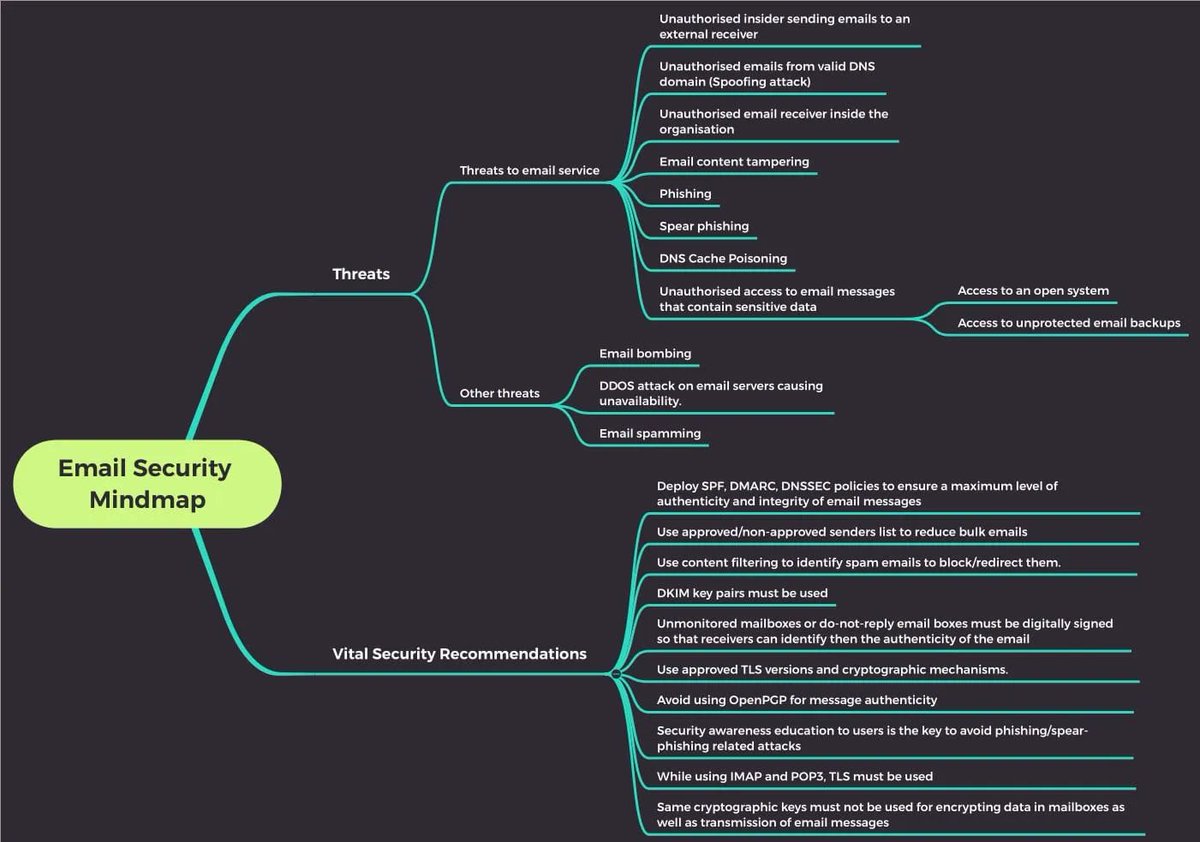 Unauthorised insider sending emails to an
external receiver
Unauthorised emails from valid DNS
domain (Spoofing attack)
Unauthorised email receiver inside the
organisation
Email content tampering
Threats to email service
Phishing
Spear phishing
DNS Cache Poisoning
Threats
Unauthorised access to email messages
that contain sensitive data
Access to an open system
Access to unprotected email backups
Email bombing
Other threats
DDOS attack on email servers causing
unavailability.
Email spamming
Email Security
Mindmap
Deploy SPF, DMARC, DNSSEC policies to ensure a maximum level of
authenticity and integrity of email messages
Use approved/non-approved senders list to reduce bulk emails
Use content filtering to identify spam emails to block/redirect them.
DKIM key pairs must be used
Unmonitored mailboxes or do-not-reply email boxes must be digitally signed
so that receivers can identify then the authenticity of the email
Vital Security Recommendations
Use approved TLS versions and cryptographic mechanisms.
Avoid using OpenPGP for message authenticity
Security awareness education to users is the key to avoid phishing/spear-
phishing related attacks
While using IMAP and POP3, TLS must be used
Same cryptographic keys must not be used for encrypting data in mailboxes as
well as transmission of email messages